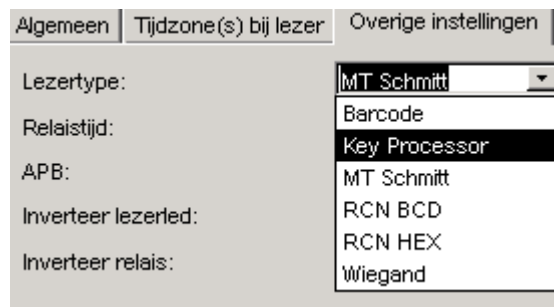 Algemeen Tijdzone(s) bij lezer Overige instellingen
Lezertype: MT Schmitt
Barcode
Relaistijd:
Key Processor
APB:
MT Schmitt
Inverteer lezerled:
RCN BCD
RCN HEX
Inverteer relais:
Wiegand